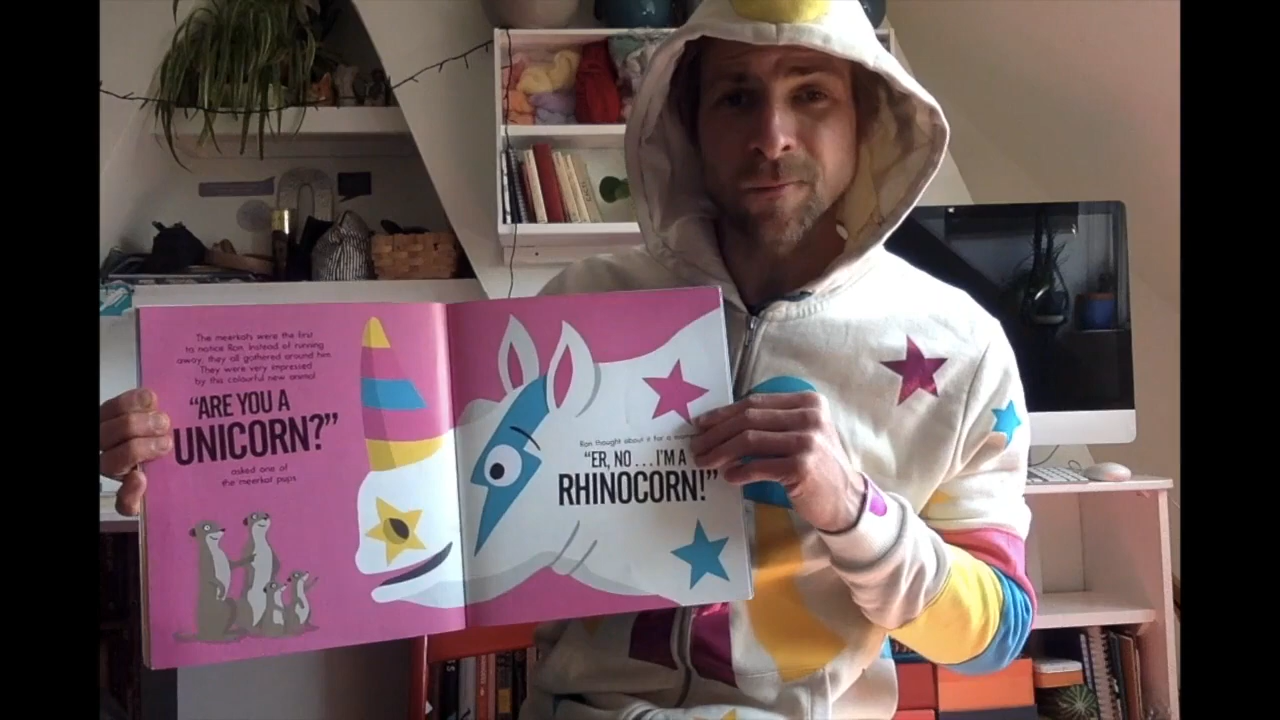 The meerkats were the first
to notice Ron. Instead of running
away, they all gathered around him.
They were very impressed
by this colourful new animal.
"ARE YOU A
UNICORN?"
asked one of
the meerkat pups.
Ron thought about it for a
"ER, NO... I'M A
RHINOCORN!"